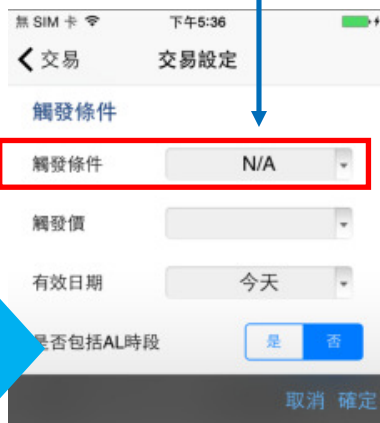 無 SIM 卡 下午5:36
交易 交易設定
觸發條件
觸發條件 N/A
觸發價
有效日期 今天
是否包括AL時段 是 否
取消 確定